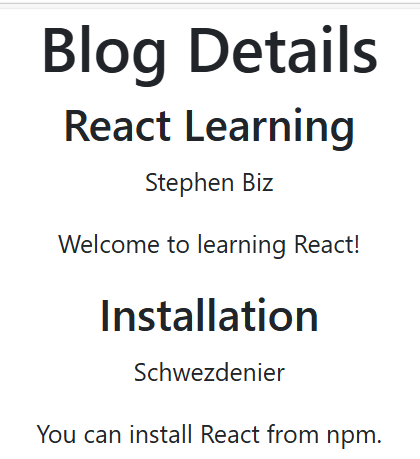 Blog Details
React Learning
Stephen Biz
Welcome to learning React!
Installation
Schwezdenier
You can install React from npm.